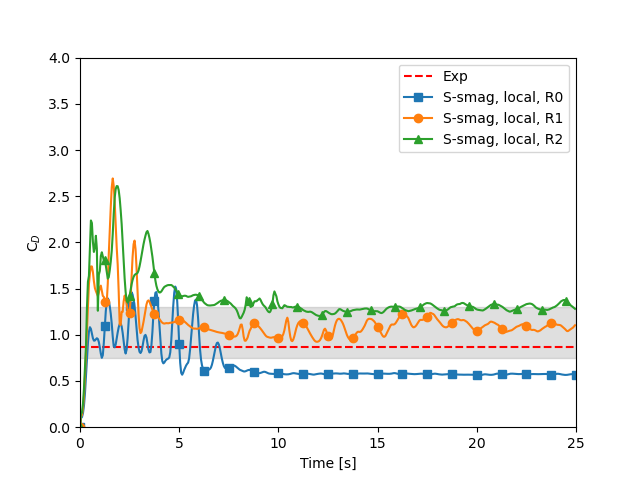 4.0
3.5
3.0
2.5
2.0
1.5
1.0
0.5
0.0
C_D
Exp
S-smag, local, R0
S-smag, local, R1
S-smag, local, R2
0 5 10 15 20 25
Time [s]